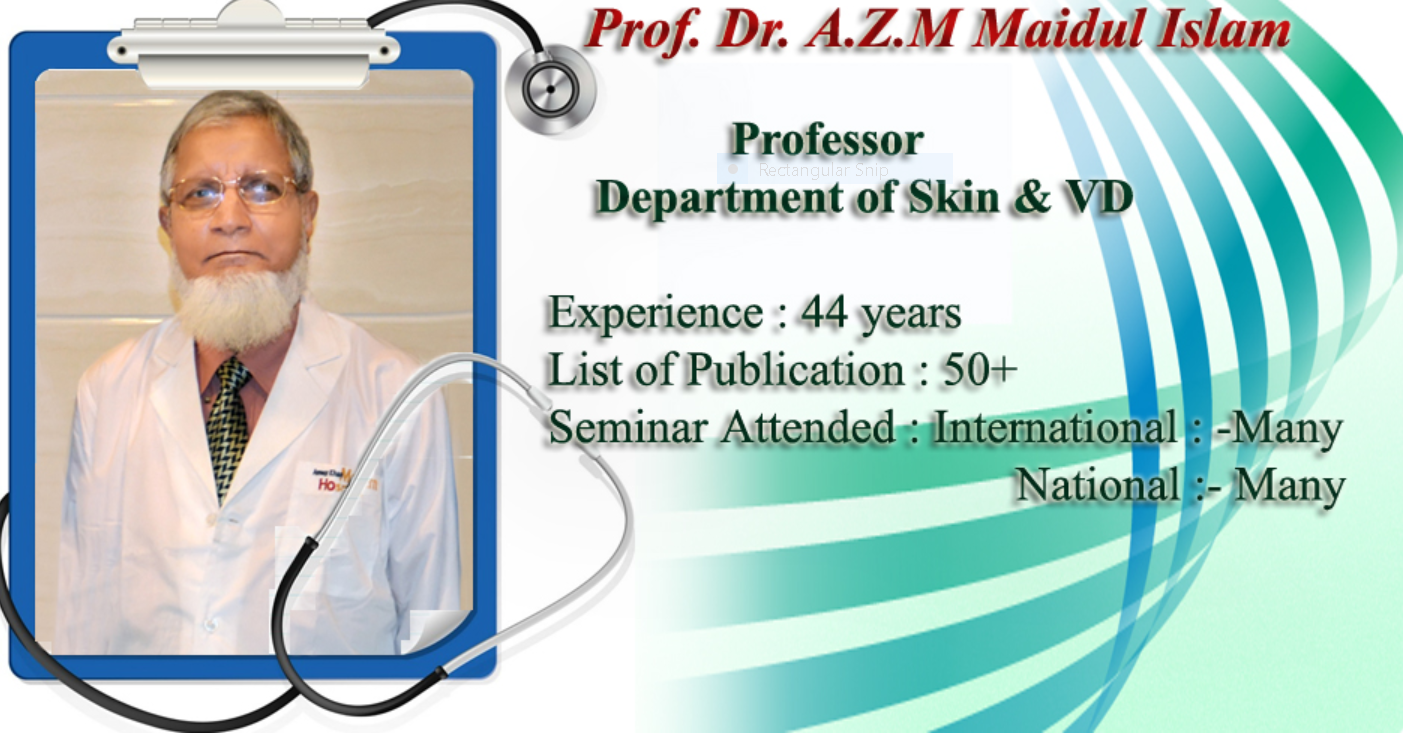 Prof. Dr. A.Z.M Maidul Islam
Professor
Rectangular Snip
Department of Skin & VD
Experience : 44 years
List of Publication : 50+
Seminar Attended : International : -Many
National :- Many